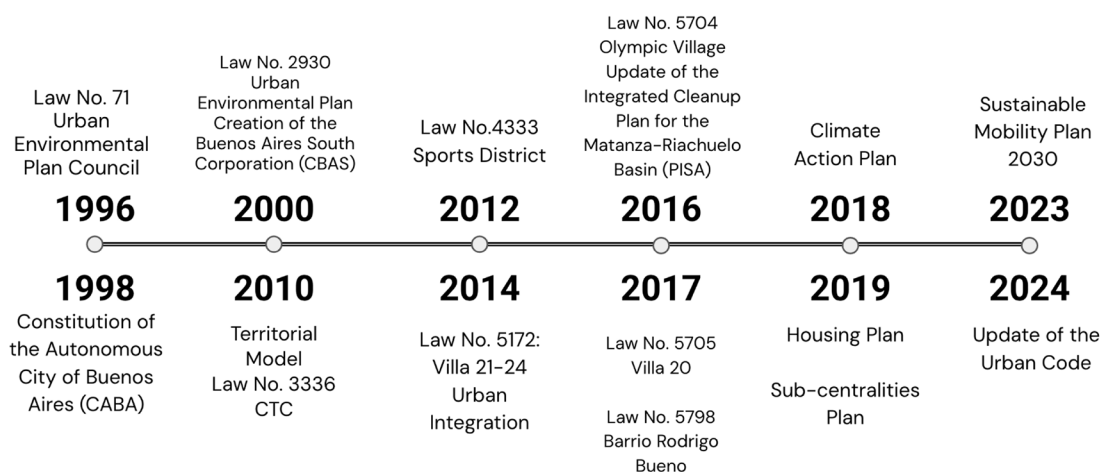 Law No. 71
Urban
Environmental
Plan Council
1996
1998
Constitution of
the Autonomous
City of Buenos
Aires (CABA)
Law No. 2930
Urban
Environmental Plan
Creation of the
Buenos Aires South
Corporation (CBAS)
2000
2010
Territorial
Model
Law No. 3336
CTC
Law No.4333
Sports District
2012
2014
Law No. 5172:
Villa 21-24
Urban
Integration
Law No. 5704
Olympic Village
Update of the
Integrated Cleanup
Plan for the
Matanza-Riachuelo
Basin (PISA)
2016
2017
Law No. 5705
Villa 20
Law No. 5798
Barrio Rodrigo
Bueno
Climate
Action Plan
2018
2019
Housing Plan
Sub-centralities
Plan
Sustainable
Mobility Plan
2030
2023
2024
Update of the
Urban Code